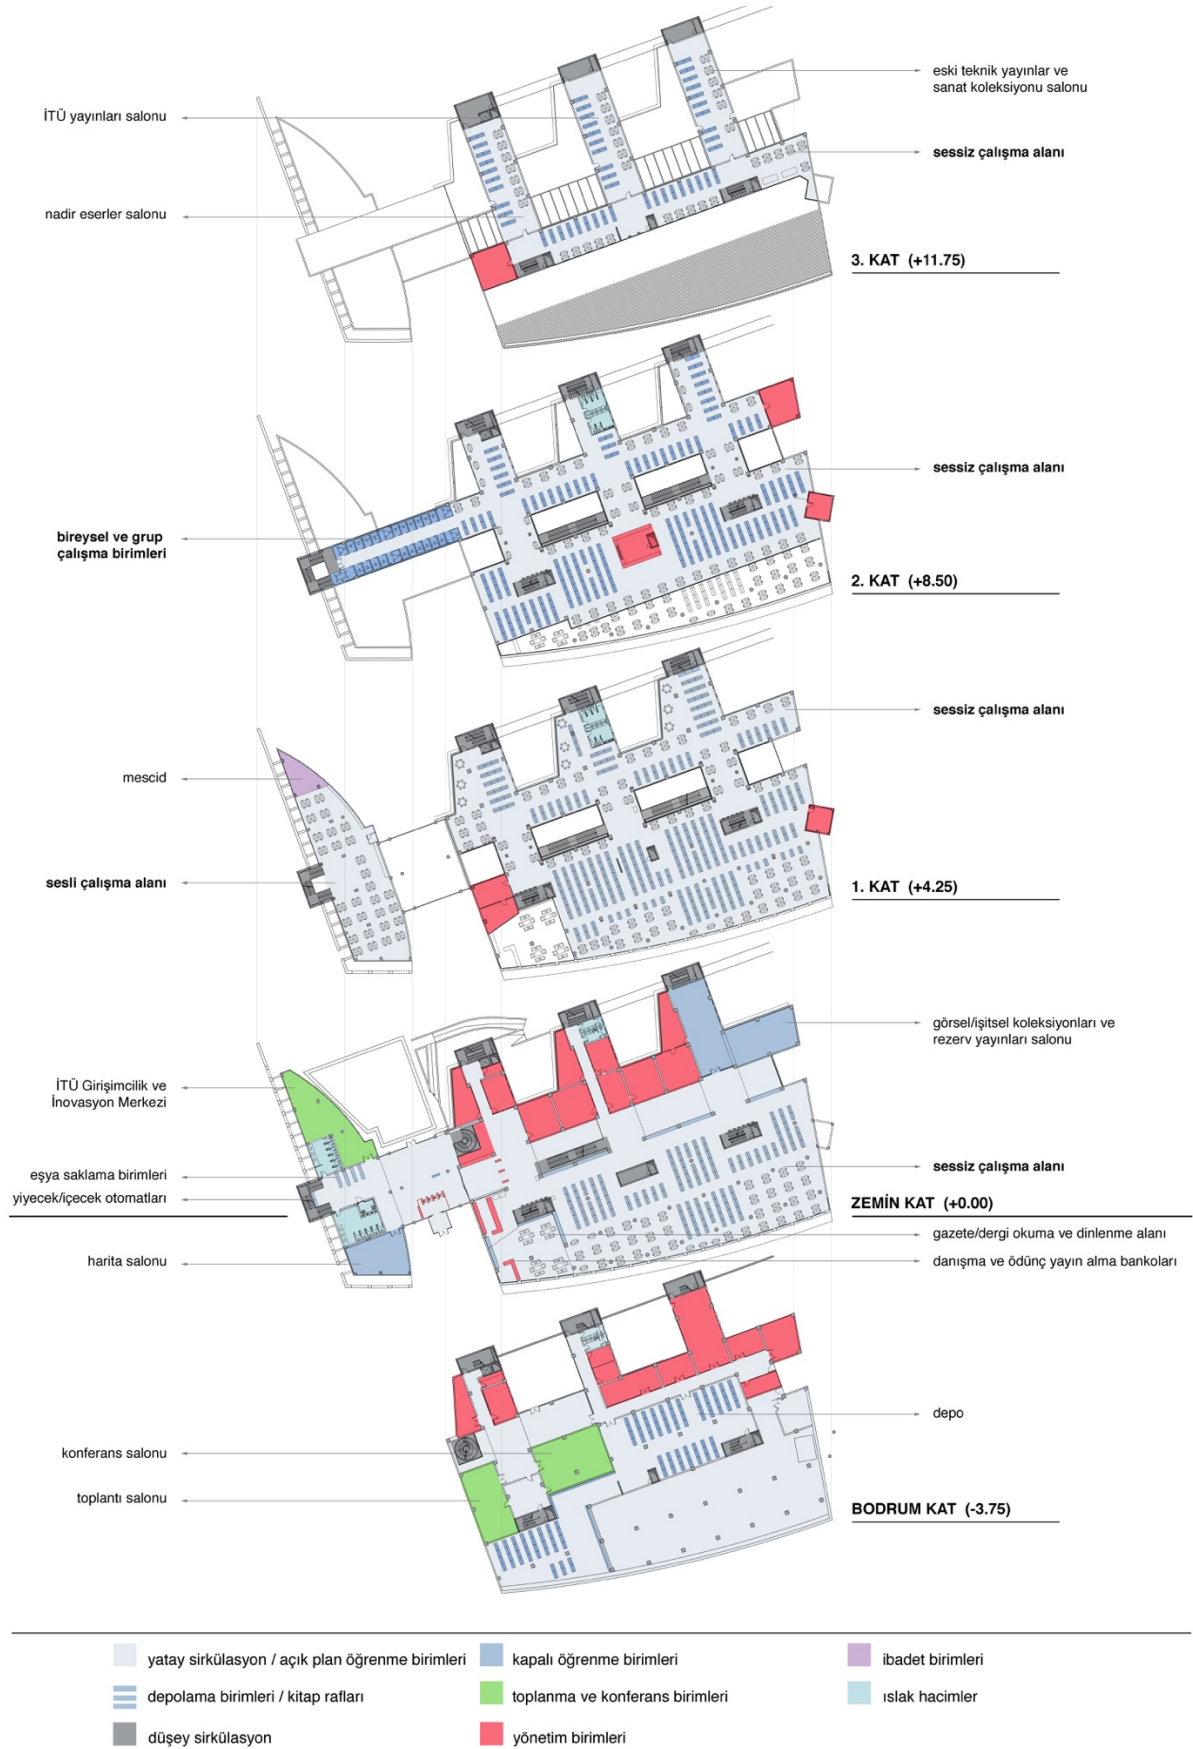 İTÜ yayınları salonu
eski teknik yayınlar ve
sanat koleksiyonu salonu
sessiz çalışma alanı
nadir eserler salonu
3. KAT (+11.75)
sessiz çalışma alanı
bireysel ve grup
çalışma birimleri
2. KAT (+8.50)
sessiz çalışma alanı
mescid
sesli çalışma alanı
1. KAT (+4.25)
görsel/işitsel koleksiyonları ve
rezerv yayınları salonu
İTÜ Girişimcilik ve
İnovasyon Merkezi
eşya saklama birimleri
sessiz çalışma alanı
yiyecek/içecek otomatları
ZEMİN KAT (+0.00)
gazete/dergi okuma ve dinlenme alanı
harita salonu
danışma ve ödünç yayın alma bankoları
depo
konferans salonu
toplantı salonu
BODRUM KAT (-3.75)
yatay sirkülasyon / açık plan öğrenme birimleri
kapalı öğrenme birimleri
ibadet birimleri
depolama birimleri / kitap rafları
toplanma ve konferans birimleri
ıslak hacimler
düşey sirkülasyon
yönetim birimleri